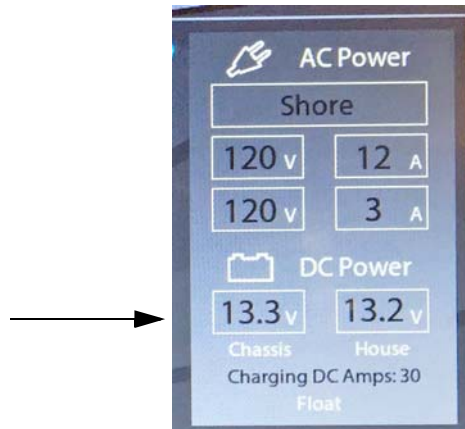 AC Power
Shore
120 V 12 A
120 V 3 A
DC Power
13.3 V 13.2 V
Chassis House
Charging DC Amps: 30
Float